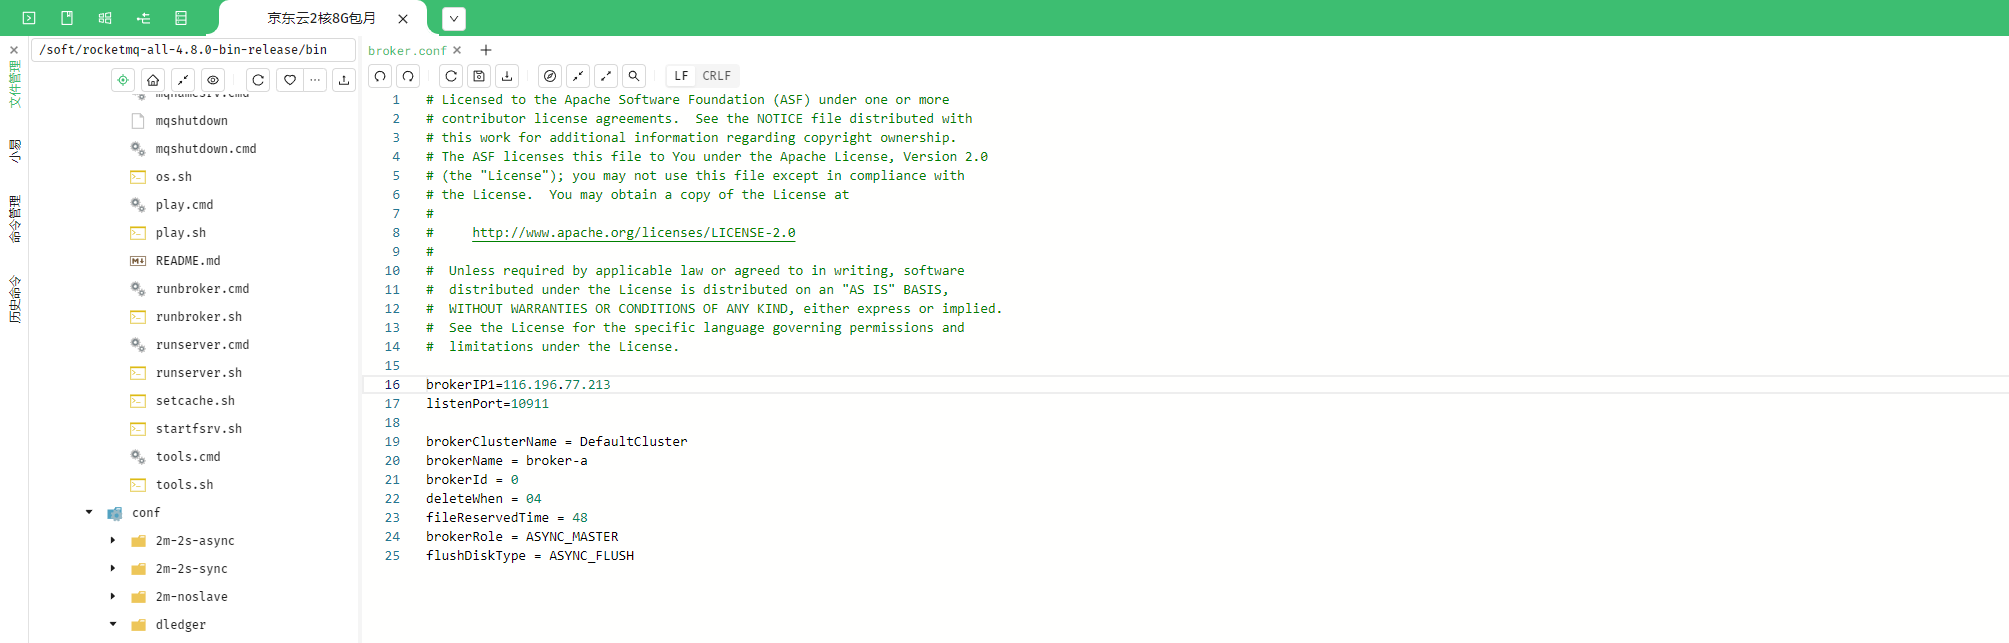 京东云2核8G包月
/soft/rocketmq-all-4.8.0-bin-release/bin
文件管理
小易
命令管理
历史命令
mqnamesrv.cmd
mqshutdown
mqshutdown.cmd
os.sh
play.cmd
play.sh
README.md
runbroker.cmd
runbroker.sh
runserver.cmd
runserver.sh
setcache.sh
startfsrv.sh
tools.cmd
tools.sh
conf
2m-2s-async
2m-2s-sync
2m-noslave
dledger
broker.conf
LF CRLF
1 # Licensed to the Apache Software Foundation (ASF) under one or more
2 # contributor license agreements.  See the NOTICE file distributed with
3 # this work for additional information regarding copyright ownership.
4 # The ASF licenses this file to You under the Apache License, Version 2.0
5 # (the "License"); you may not use this file except in compliance with
6 # the License.  You may obtain a copy of the License at
7 #
8 #     http://www.apache.org/licenses/LICENSE-2.0
9 #
10 #  Unless required by applicable law or agreed to in writing, software
11 #  distributed under the License is distributed on an "AS IS" BASIS,
12 #  WITHOUT WARRANTIES OR CONDITIONS OF ANY KIND, either express or implied.
13 #  See the License for the specific language governing permissions and
14 #  limitations under the License.
15
16 brokerIP1=116.196.77.213
17 listenPort=10911
18
19 brokerClusterName = DefaultCluster
20 brokerName = broker-a
21 brokerId = 0
22 deleteWhen = 04
23 fileReservedTime = 48
24 brokerRole = ASYNC_MASTER
25 flushDiskType = ASYNC_FLUSH